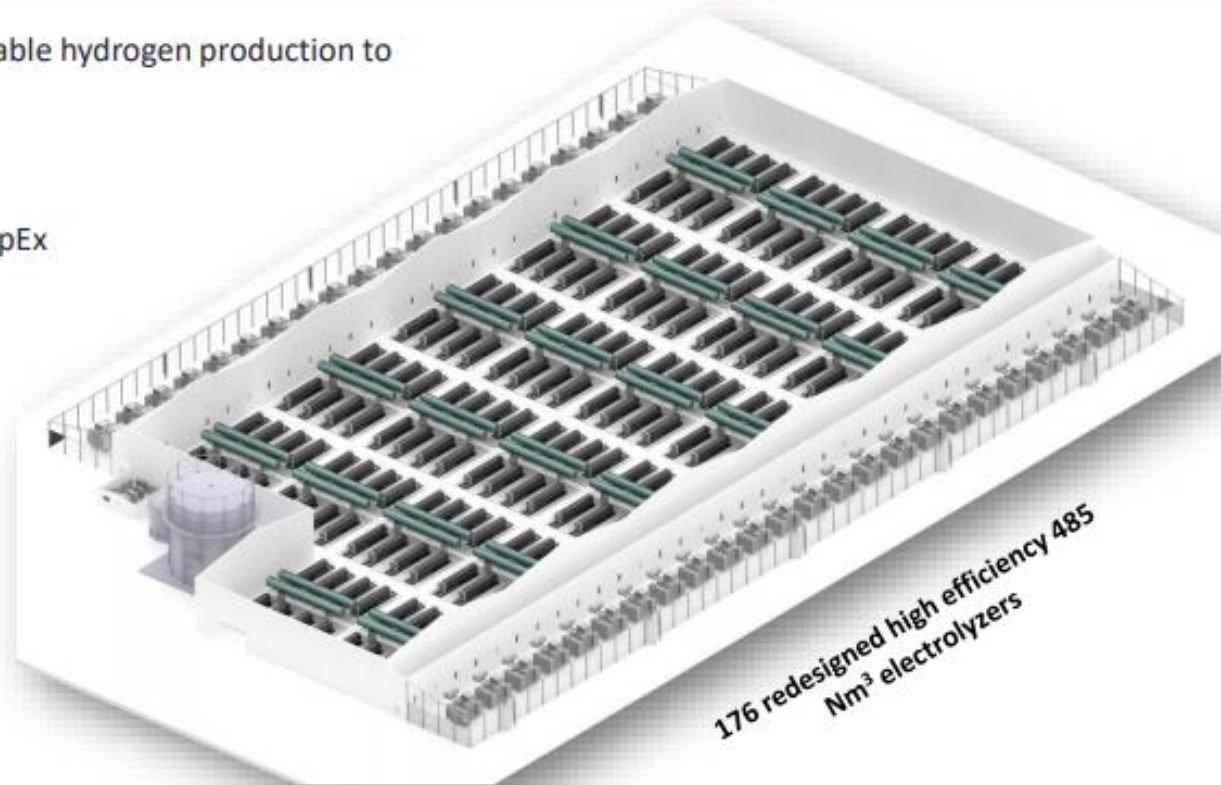 able hydrogen production to
pEx
176 redesigned high efficiency 485
Nm³ electrolyzers